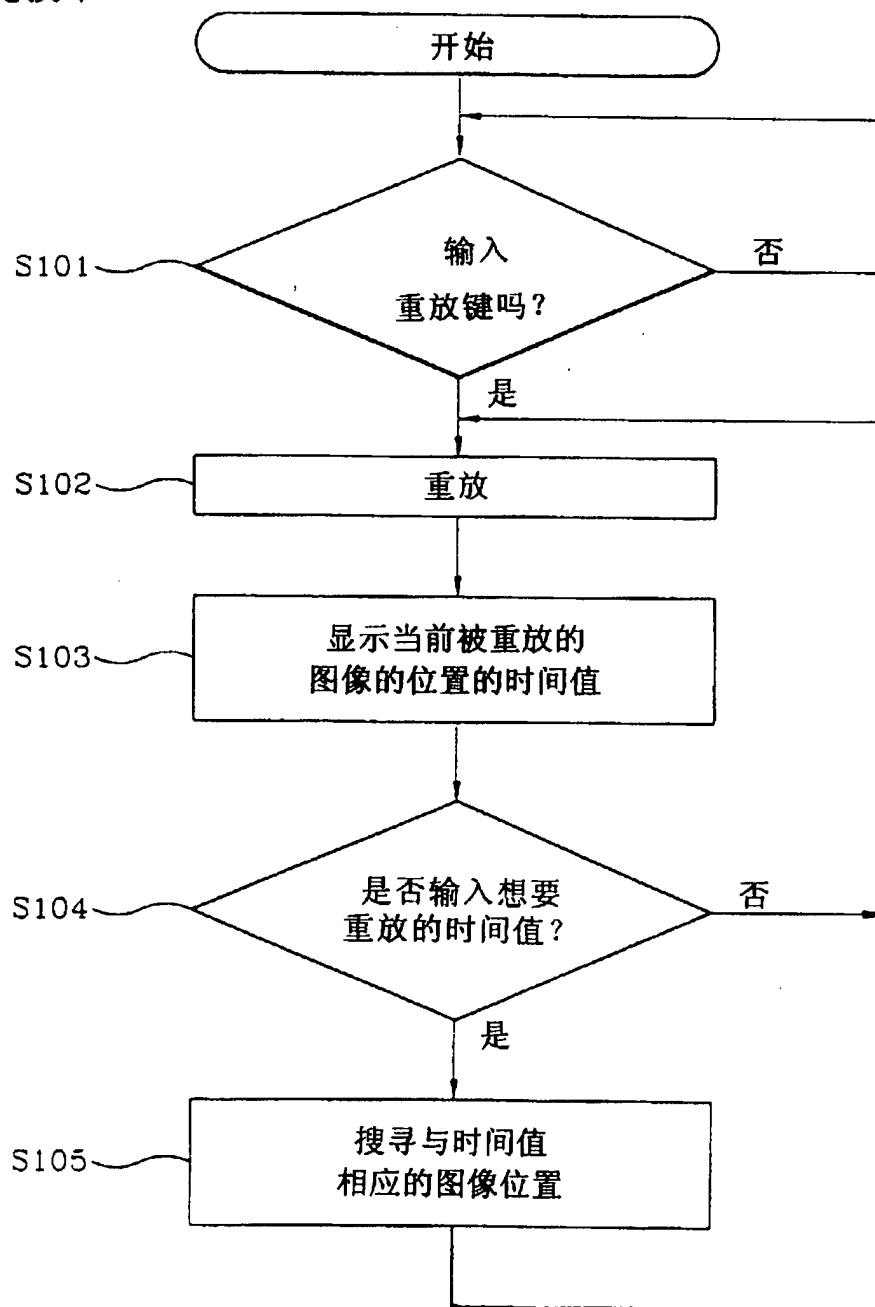 开始
S101
输入
重放键吗？
否
是
S102
重放
S103
显示当前被重放的
图像的位置的时间值
S104
是否输入想要
重放的时间值？
否
是
S105
搜寻与时间值
相应的图像位置